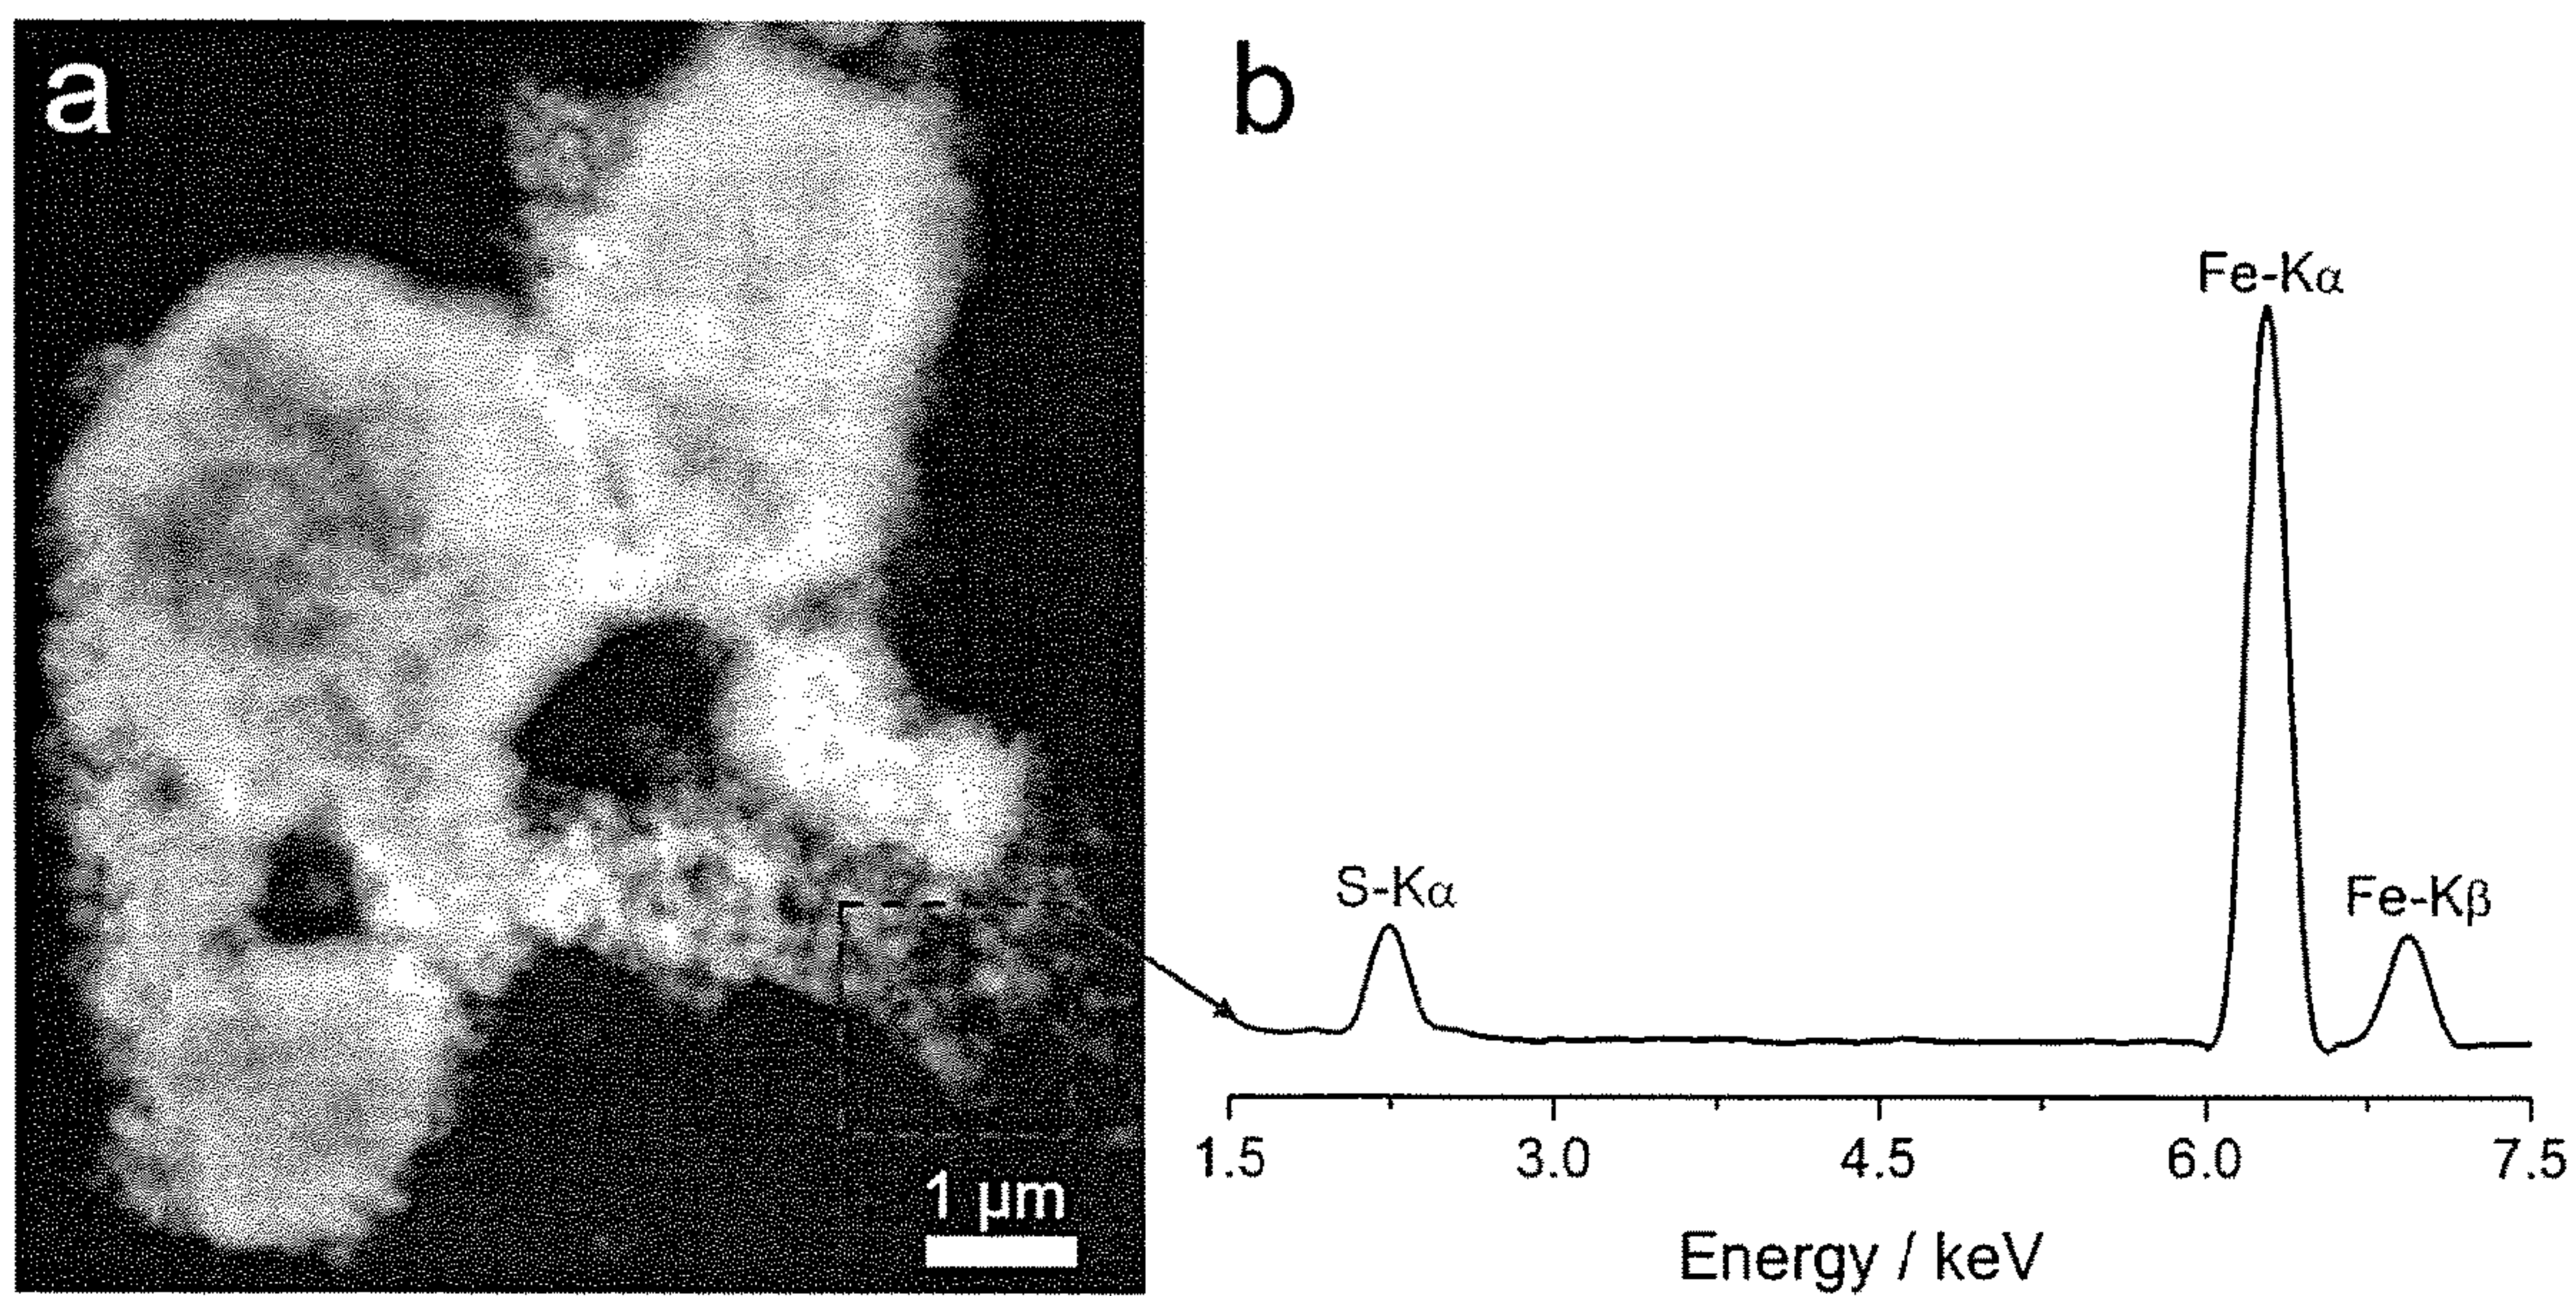 a
1 μm
b
Fe-Kα
S-Kα
Fe-Kβ
1.5 3.0 4.5 6.0 7.5
Energy / keV